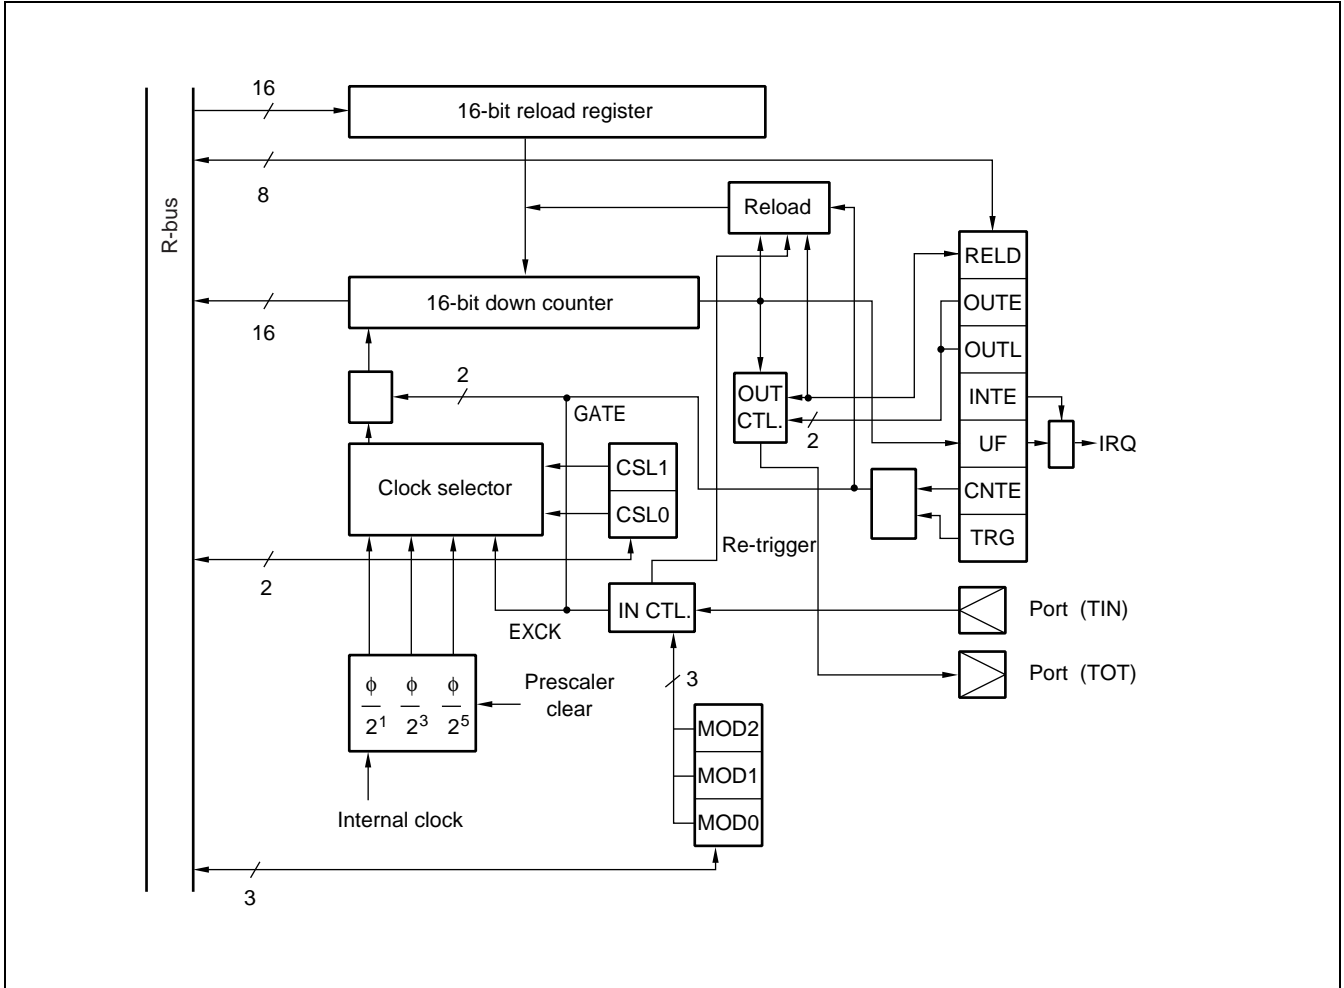 16
16-bit reload register
8
R-bus
Reload
RELD
16-bit down counter
16
OUTE
OUTL
2
OUT
CTL.
INTE
GATE
2
UF
IRQ
Clock selector
CSL1
CSL0
CNTE
TRG
Re-trigger
2
IN CTL.
Port (TIN)
EXCK
3
Port (TOT)
Prescaler
clear
ϕ ϕ ϕ
2¹ 2³ 2⁵
MOD2
MOD1
MOD0
Internal clock
3